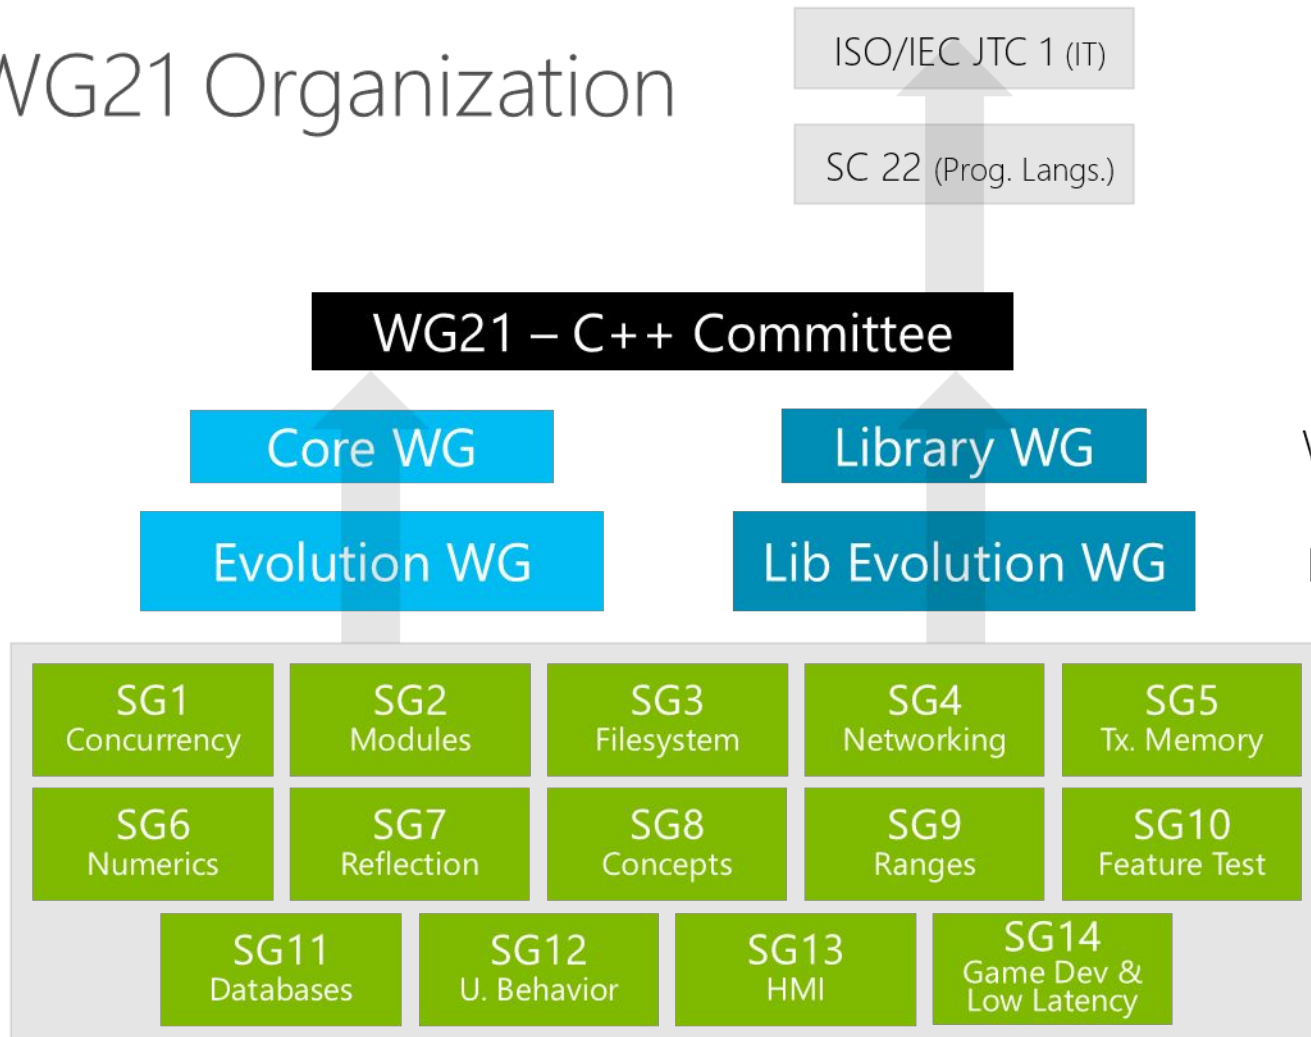 WG21 Organization
ISO/IEC JTC 1 (IT)
SC 22 (Prog. Langs.)
WG21 – C++ Committee
Core WG
Library WG
Evolution WG
Lib Evolution WG
SG1
Concurrency
SG2
Modules
SG3
Filesystem
SG4
Networking
SG5
Tx. Memory
SG6
Numerics
SG7
Reflection
SG8
Concepts
SG9
Ranges
SG10
Feature Test
SG11
Databases
SG12
U. Behavior
SG13
HMI
SG14
Game Dev &
Low Latency